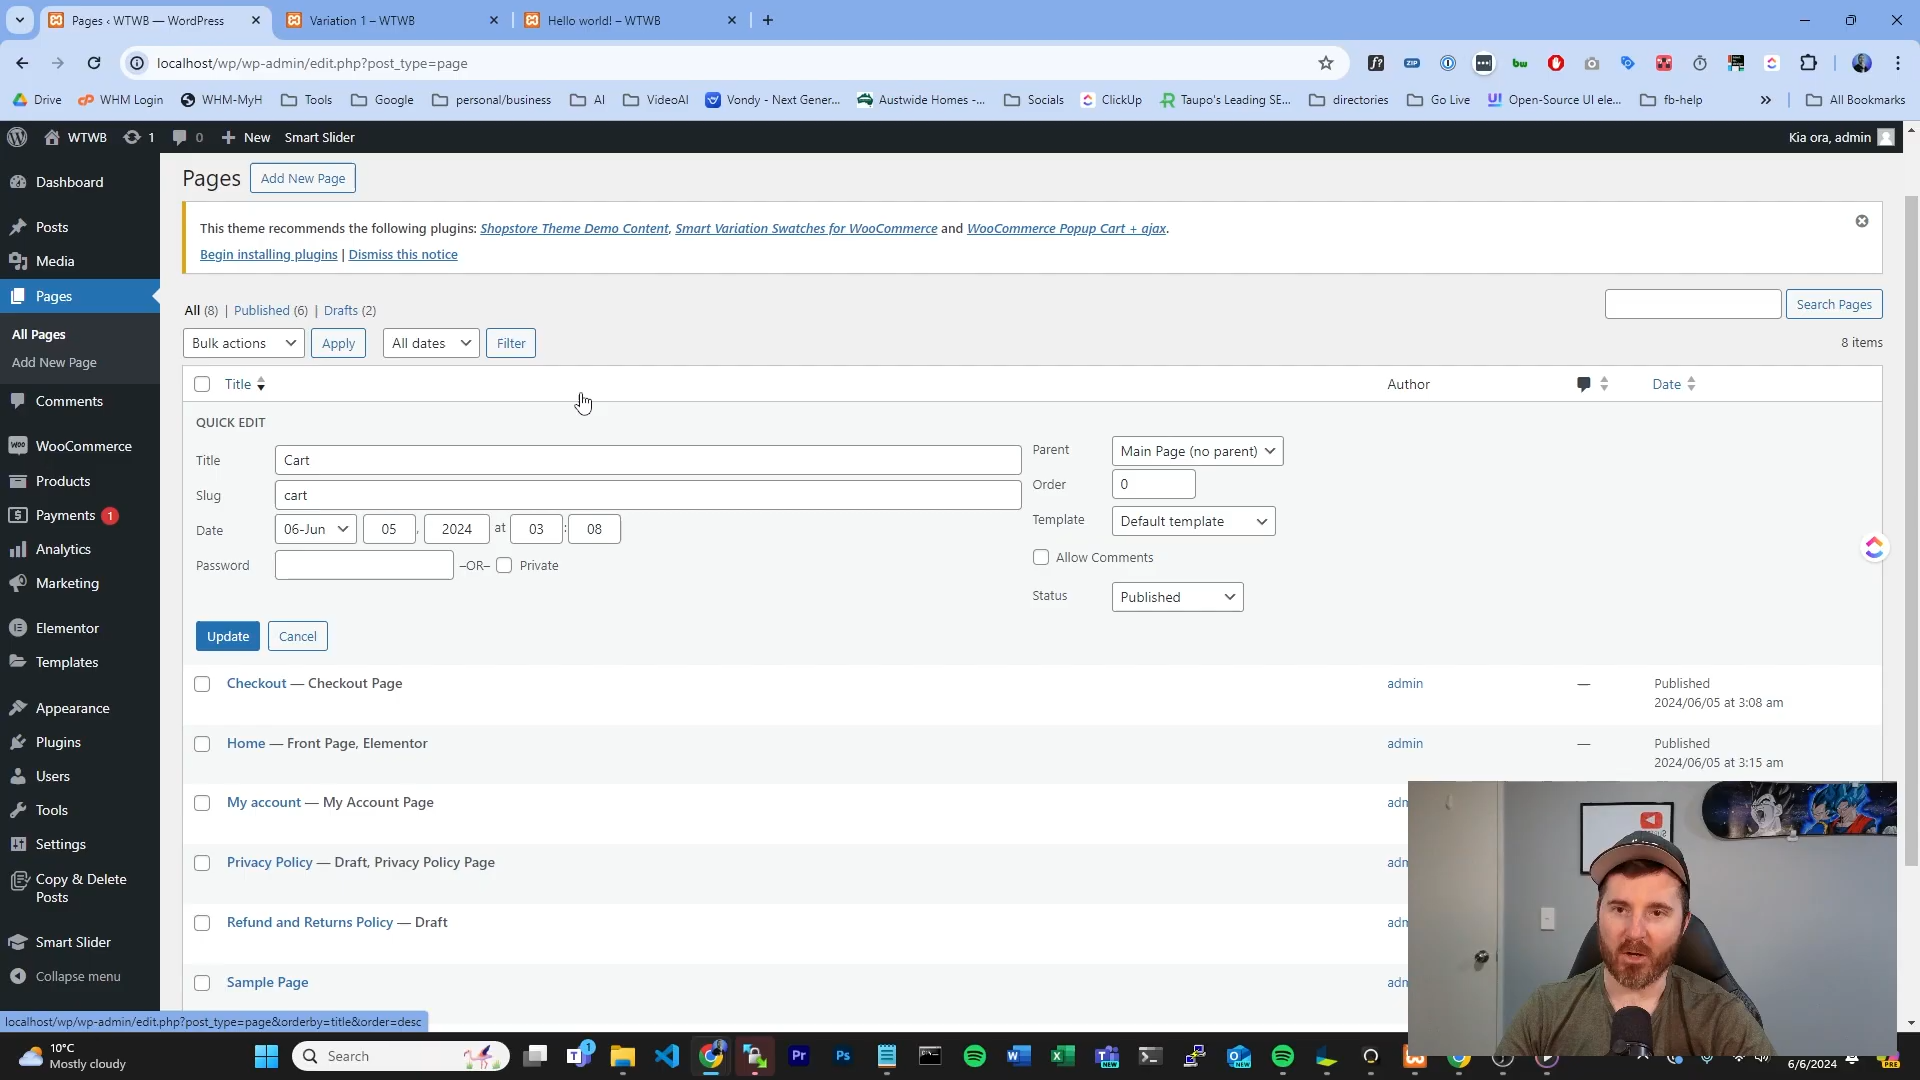 Pages ‹ WTWB — WordPress
Variation 1 – WTWB
Hello world! – WTWB
localhost/wp/wp-admin/edit.php?post_type=page
Drive
WHM Login
WHM-MyH
Tools
Google
personal/business
AI
VideoAI
Vondy - Next Gener...
Austwide Homes -...
Socials
ClickUp
Taupo's Leading SE...
directories
Go Live
Open-Source UI ele...
fb-help
All Bookmarks
WTWB
1
0
New
Smart Slider
Kia ora, admin
Dashboard
Posts
Media
Pages
All Pages
Add New Page
Comments
WooCommerce
Products
Payments 1
Analytics
Marketing
Elementor
Templates
Appearance
Plugins
Users
Tools
Settings
Copy & Delete
Posts
Smart Slider
Collapse menu
Pages
Add New Page
This theme recommends the following plugins: Shopstore Theme Demo Content, Smart Variation Swatches for WooCommerce and WooCommerce Popup Cart + ajax.
Begin installing plugins | Dismiss this notice
All (8) | Published (6) | Drafts (2)
Search Pages
Bulk actions
Apply
All dates
Filter
8 items
Title
Author
Date
QUICK EDIT
Title
Cart
Slug
cart
Date
06-Jun
05
,
2024
at
03
:
08
Password
–OR–
Private
Parent
Main Page (no parent)
Order
0
Template
Default template
Allow Comments
Status
Published
Update
Cancel
Checkout — Checkout Page
admin
—
Published
2024/06/05 at 3:08 am
Home — Front Page, Elementor
admin
—
Published
2024/06/05 at 3:15 am
My account — My Account Page
adm
Privacy Policy — Draft, Privacy Policy Page
adm
Refund and Returns Policy — Draft
adm
Sample Page
adm
localhost/wp/wp-admin/edit.php?post_type=page&orderby=title&order=desc
10°C
Mostly cloudy
Search
6/6/2024